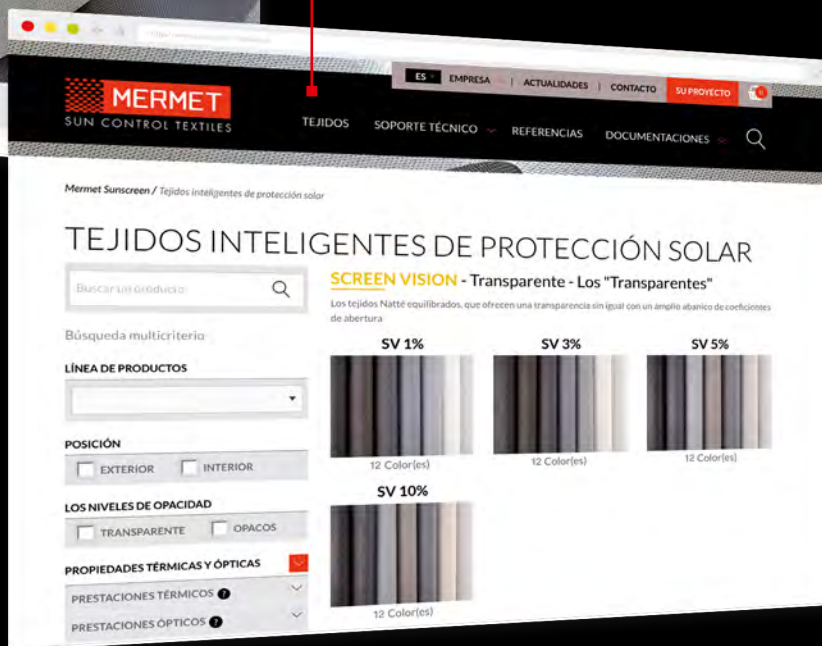 ES EMPRESA | ACTUALIDADES | CONTACTO SU PROYECTO
MERMET
SUN CONTROL TEXTILES
TEJIDOS SOPORTE TÉCNICO REFERENCIAS DOCUMENTACIONES
Mermet Sunscreen / Tejidos inteligentes de protección solar
TEJIDOS INTELIGENTES DE PROTECCIÓN SOLAR
Buscar un producto
SCREEN VISION - Transparente - Los "Transparentes"
Los tejidos Natté equilibrados, que ofrecen una transparencia sin igual con un amplio abanico de coeficientes
de abertura
Búsqueda multicriterio
LÍNEA DE PRODUCTOS
POSICIÓN
EXTERIOR INTERIOR
LOS NIVELES DE OPACIDAD
TRANSPARENTE OPACOS
PROPIEDADES TÉRMICAS Y ÓPTICAS
PRESTACIONES TÉRMICOS ?
PRESTACIONES ÓPTICOS ?
SV 1% SV 3% SV 5%
12 Color(es) 12 Color(es) 12 Color(es)
SV 10%
12 Color(es)